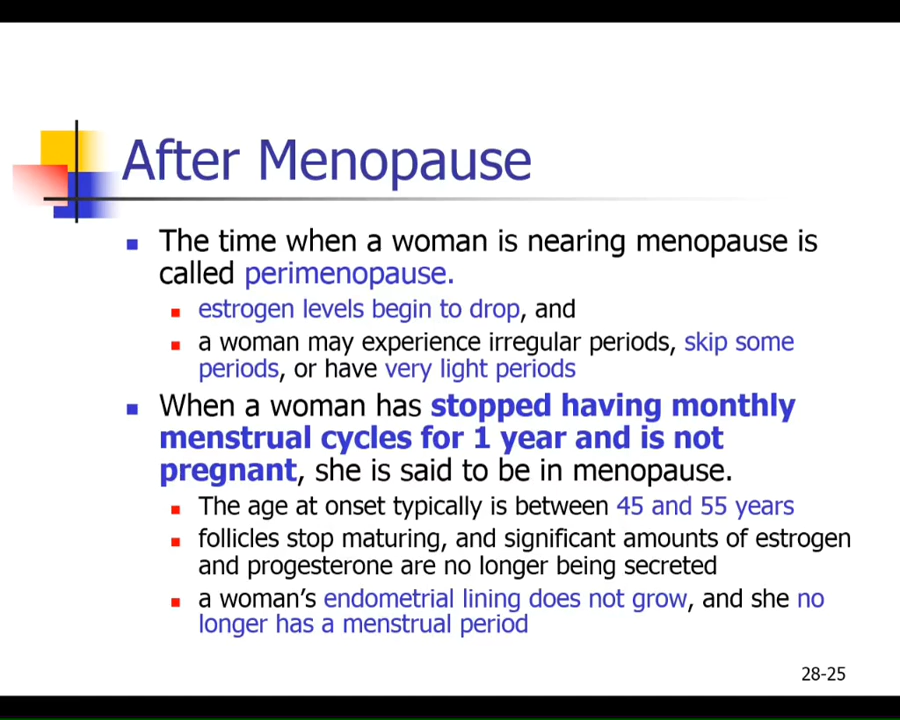 After Menopause
The time when a woman is nearing menopause is
called perimenopause.
estrogen levels begin to drop, and
a woman may experience irregular periods, skip some
periods, or have very light periods
When a woman has stopped having monthly
menstrual cycles for 1 year and is not
pregnant, she is said to be in menopause.
The age at onset typically is between 45 and 55 years
follicles stop maturing, and significant amounts of estrogen
and progesterone are no longer being secreted
a woman’s endometrial lining does not grow, and she no
longer has a menstrual period
28-25